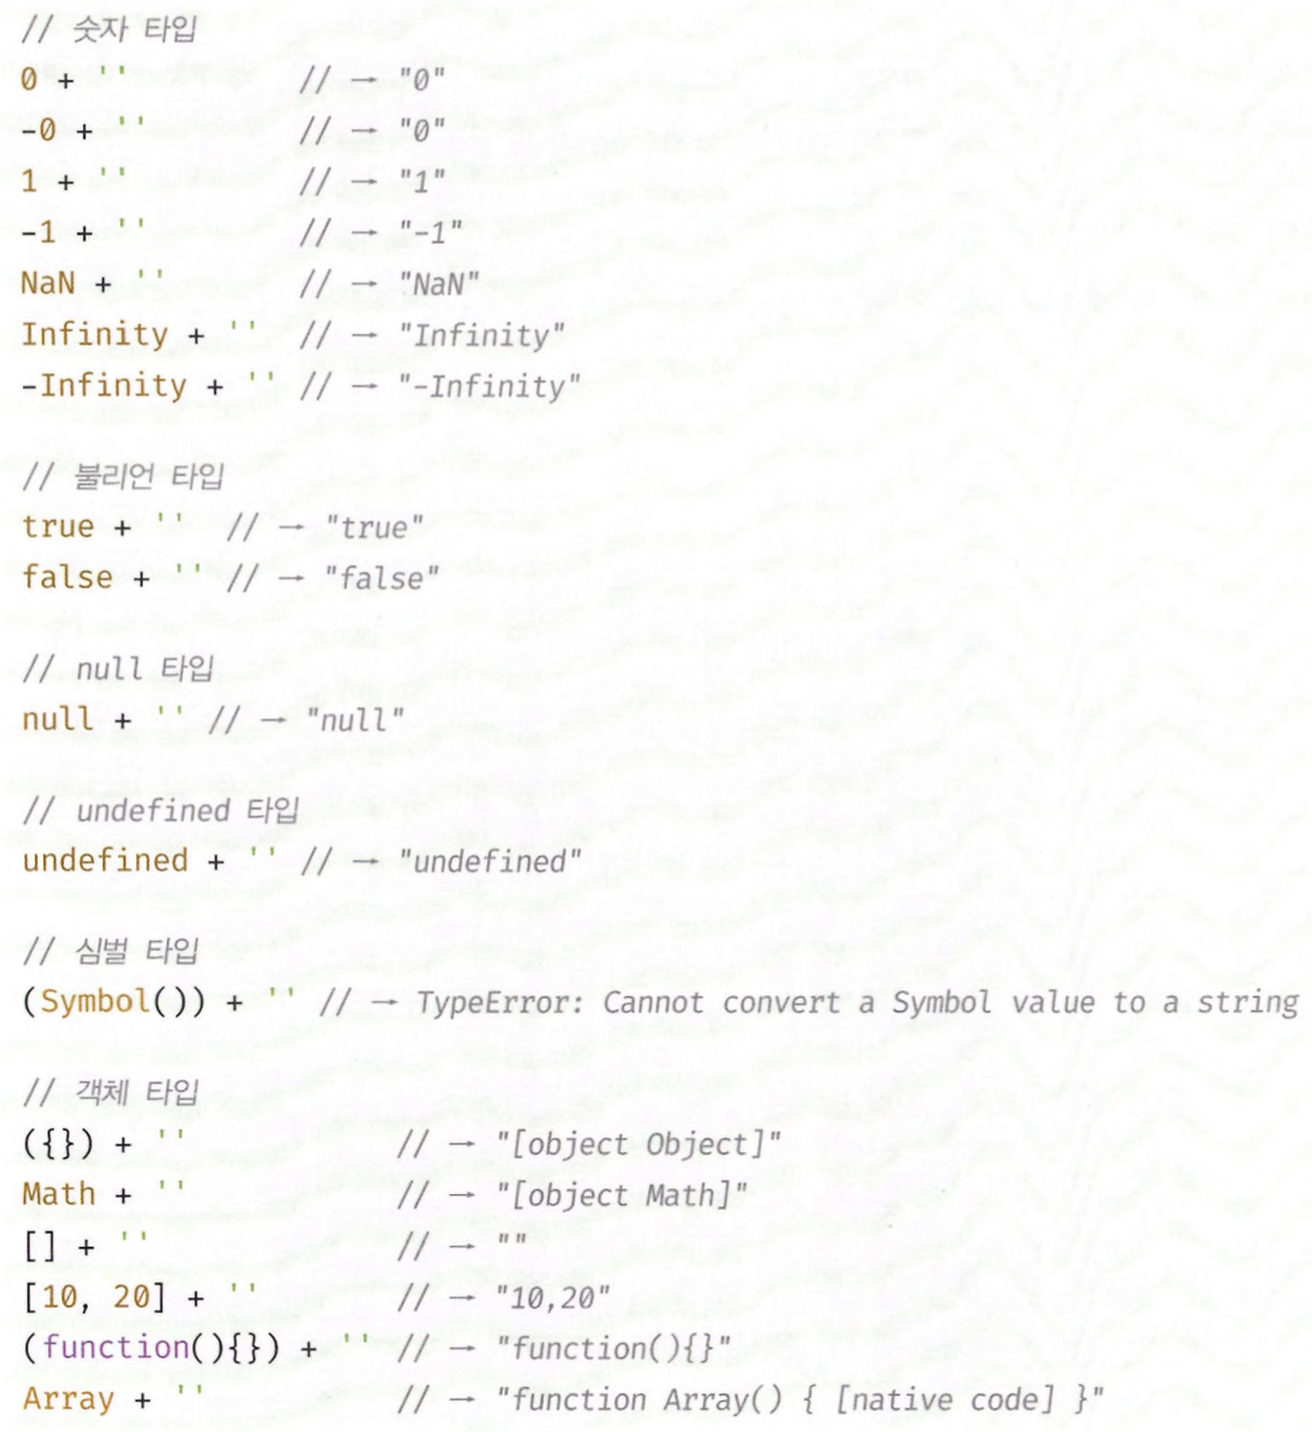 // 숫자 타입
0 + ''         // → "0"
-0 + ''        // → "0"
1 + ''         // → "1"
-1 + ''        // → "-1"
NaN + ''       // → "NaN"
Infinity + ''  // → "Infinity"
-Infinity + '' // → "-Infinity"

// 불리언 타입
true + ''  // → "true"
false + '' // → "false"

// null 타입
null + '' // → "null"

// undefined 타입
undefined + '' // → "undefined"

// 심벌 타입
(Symbol()) + '' // → TypeError: Cannot convert a Symbol value to a string

// 객체 타입
({}) + ''           // → "[object Object]"
Math + ''           // → "[object Math]"
[] + ''             // → ""
[10, 20] + ''       // → "10,20"
(function(){}) + '' // → "function(){}"
Array + ''          // → "function Array() { [native code] }"